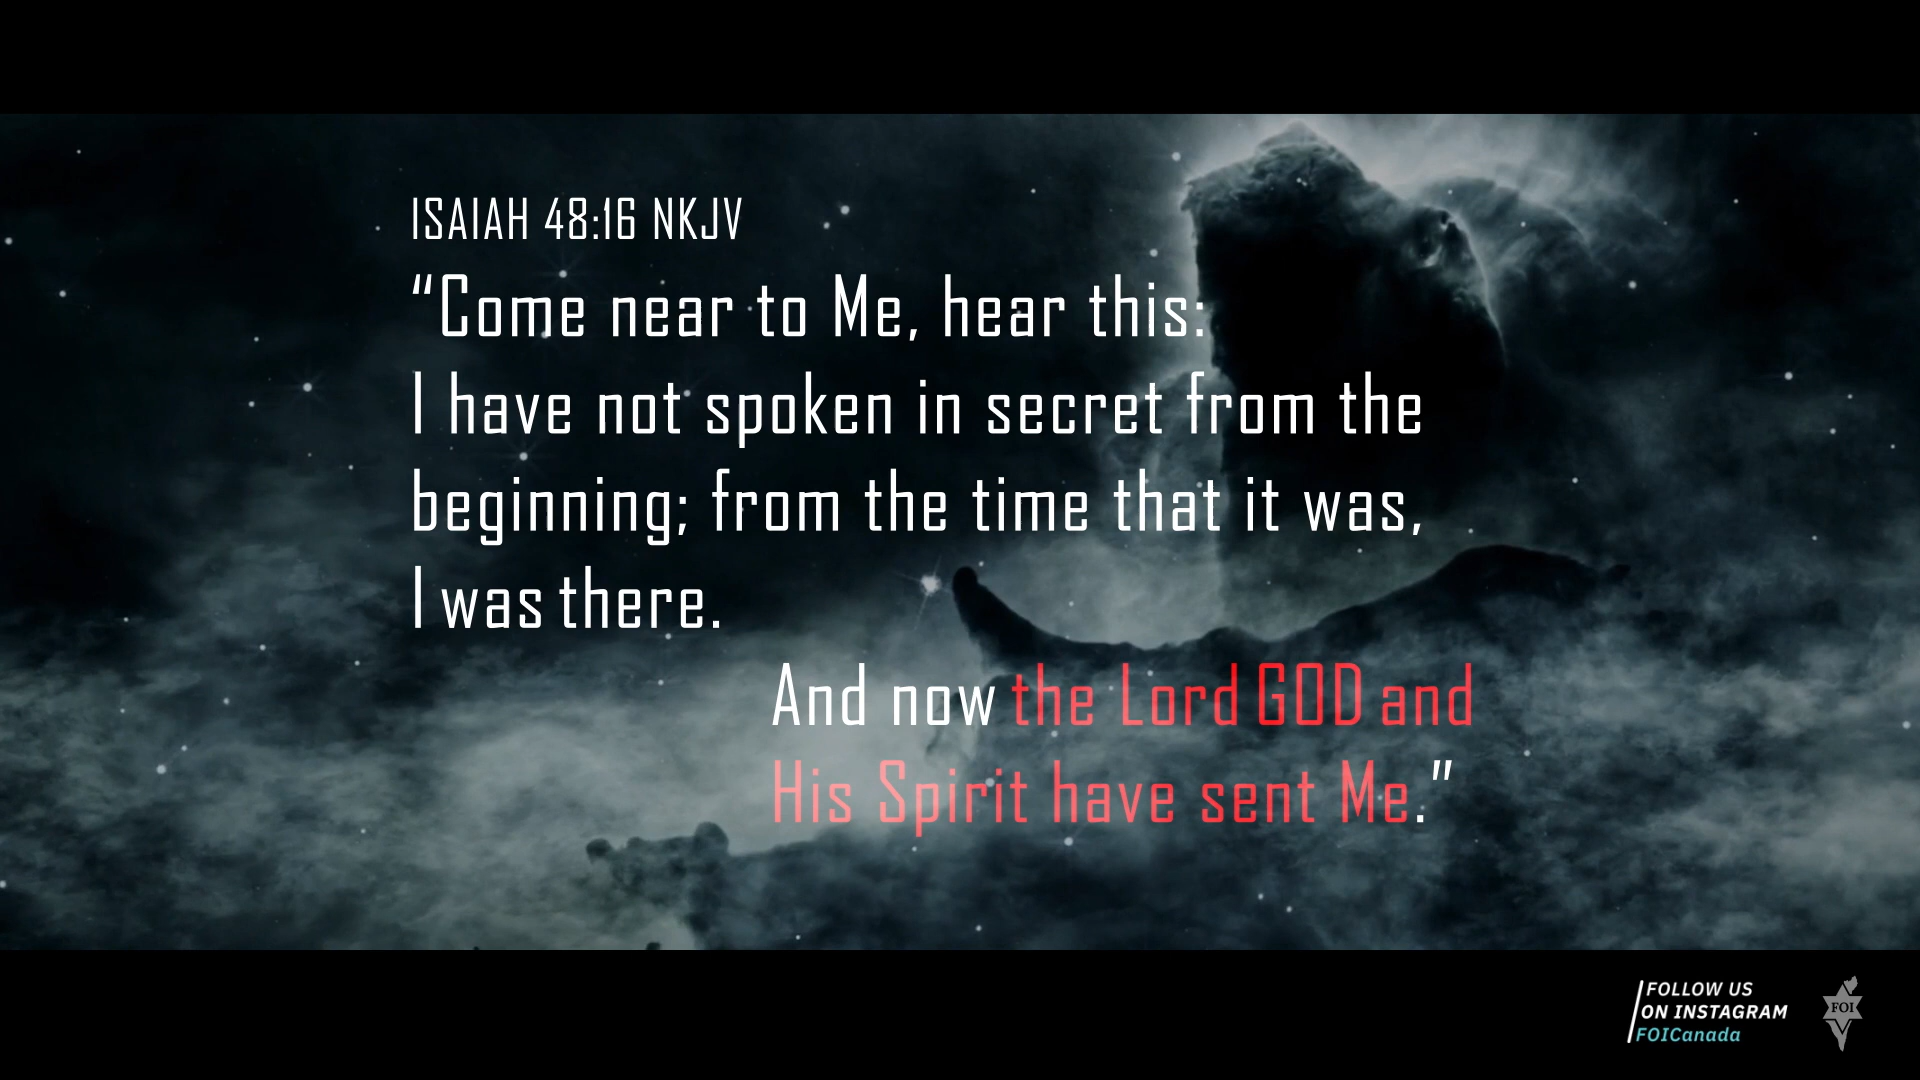 ISAIAH 48:16 NKJV
“Come near to Me, hear this:
I have not spoken in secret from the
beginning; from the time that it was,
I was there.
And now the Lord GOD and
His Spirit have sent Me.”
FOLLOW US
ON INSTAGRAM
FOICanada
FOI